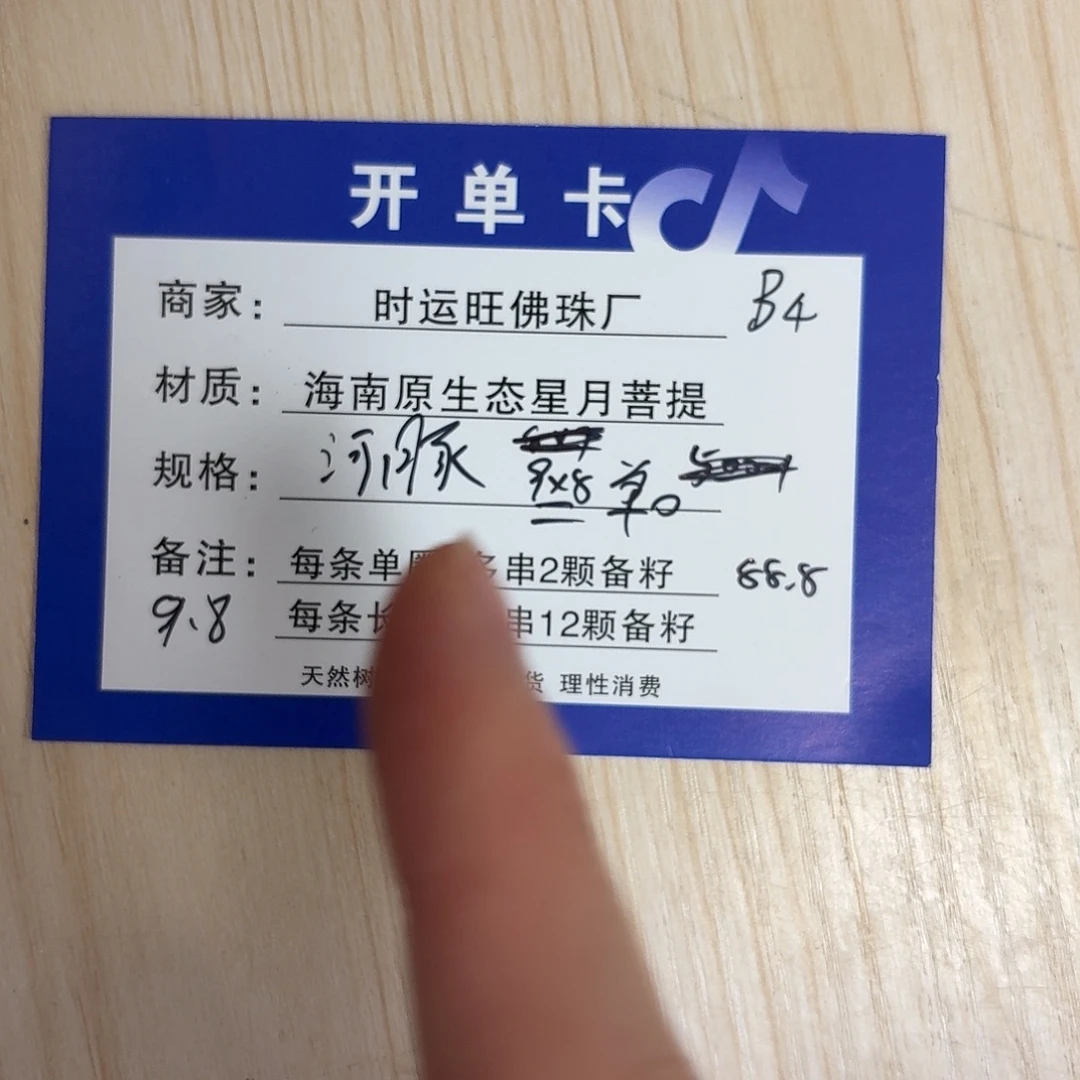 开单卡
商家： 时运旺佛珠厂 B4
材质： 海南原生态星月菩提
规格： 河豚 9x8 单。
备注： 每条单 多串2颗备籽 88.8
9.8 每条长 串12颗备籽
天然树 货 理性消费